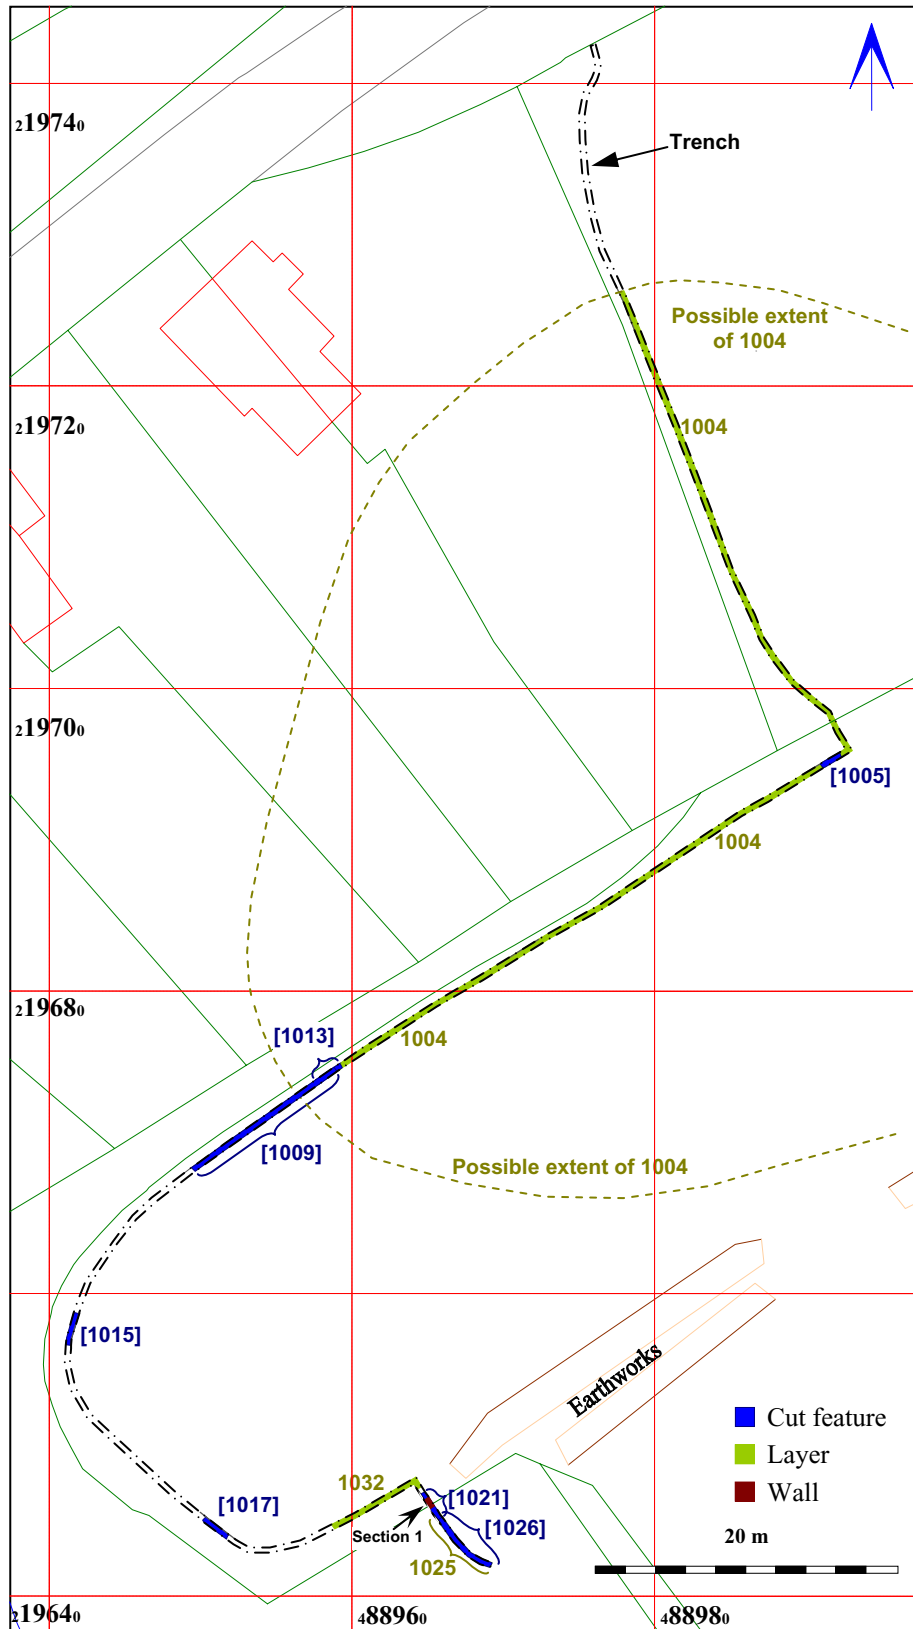 219740
Trench
Possible extent
of 1004
219720
1004
219700
[1005]
1004
219680
[1013]
1004
[1009]
Possible extent of 1004
[1015]
Earthworks
Cut feature
Layer
Wall
1032
[1021]
[1017]
[1026]
Section 1
1025
20 m
219640
488960
488980